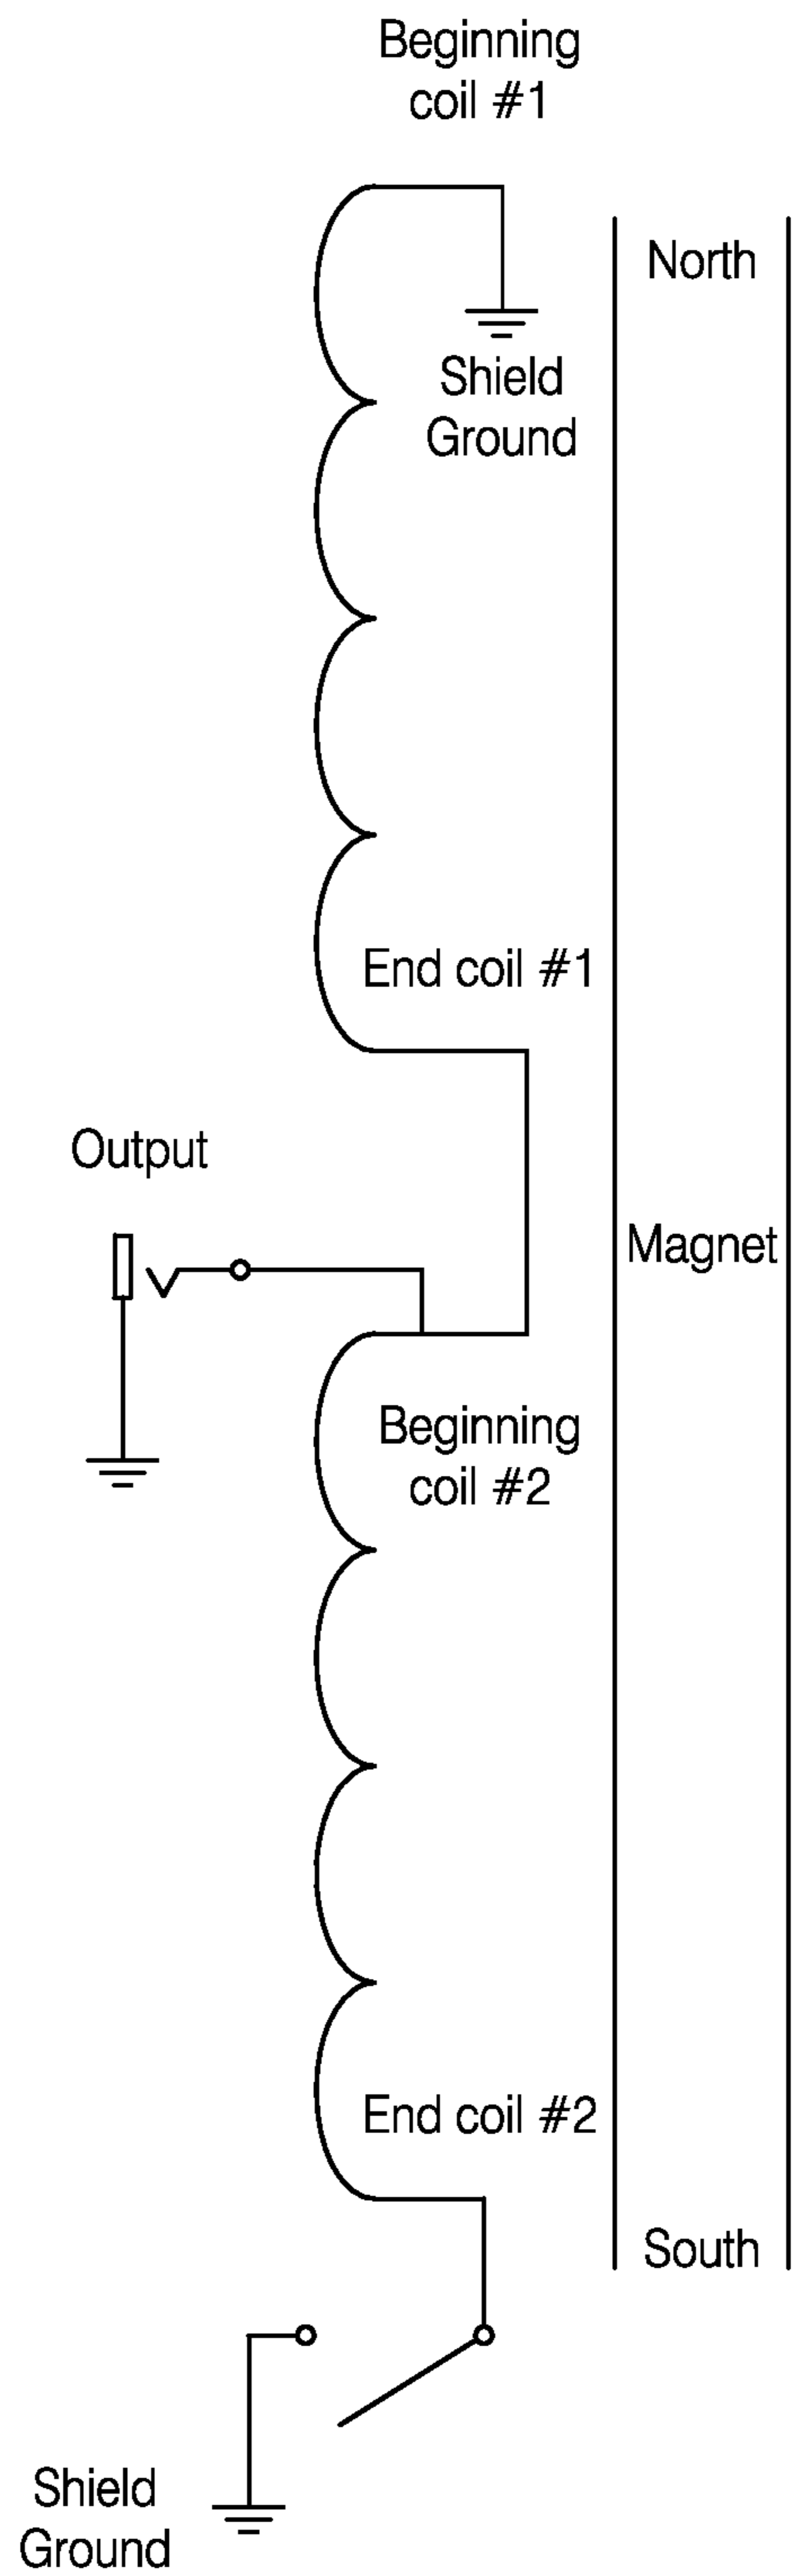 Beginning
coil #1
North
Shield
Ground
End coil #1
Output
Magnet
Beginning
coil #2
End coil #2
South
Shield
Ground